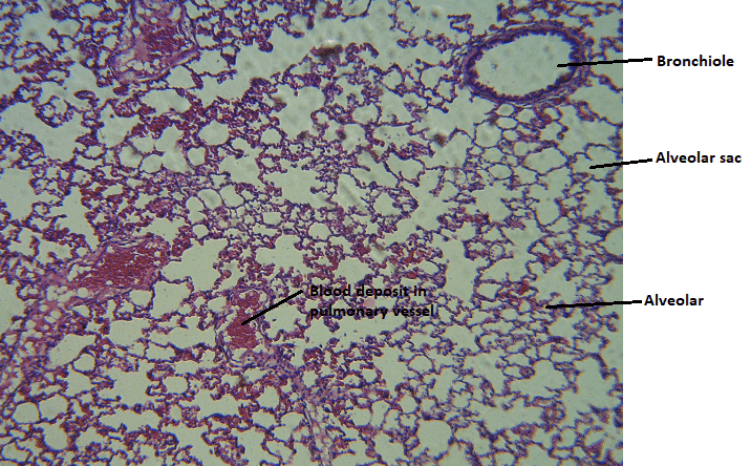 Bronchiole
Alveolar sac
Blood deposit in
pulmonary vessel
Alveolar